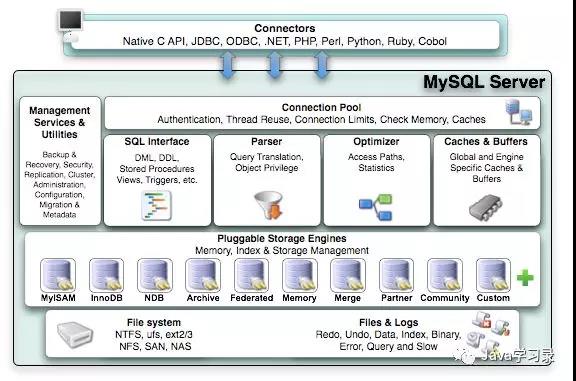 Connectors
Native C API, JDBC, ODBC, .NET, PHP, Perl, Python, Ruby, Cobol
MySQL Server
Management
Services &
Utilities
Backup &
Recovery, Security,
Replication, Cluster,
Administration,
Configuration,
Migration &
Metadata
Connection Pool
Authentication, Thread Reuse, Connection Limits, Check Memory, Caches
SQL Interface
DML, DDL,
Stored Procedures
Views, Triggers, etc.
Parser
Query Translation,
Object Privilege
Optimizer
Access Paths,
Statistics
Caches & Buffers
Global and Engine
Specific Caches &
Buffers
Pluggable Storage Engines
Memory, Index & Storage Management
MyISAM
InnoDB
NDB
Archive
Federated
Memory
Merge
Partner
Community
Custom
File system
NTFS, ufs, ext2/3
NFS, SAN, NAS
Files & Logs
Redo, Undo, Data, Index, Binary,
Error, Query and Slow
Java学习录